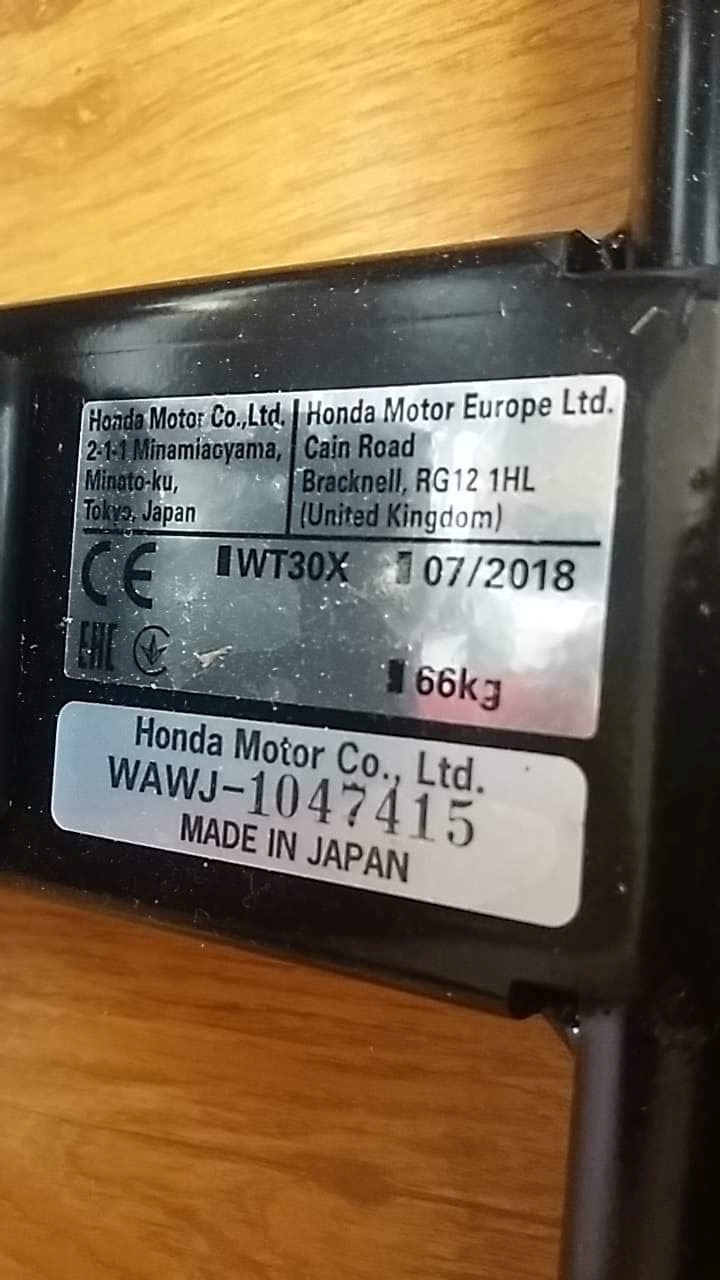 Honda Motor Co.,Ltd.
2-1-1 Minamiaoyama,
Minato-ku,
Tokyo, Japan
Honda Motor Europe Ltd.
Cain Road
Bracknell, RG12 1HL
(United Kingdom)
CE WT30X 07/2018
EAC 66kg
Honda Motor Co., Ltd.
WAWJ-1047415
MADE IN JAPAN